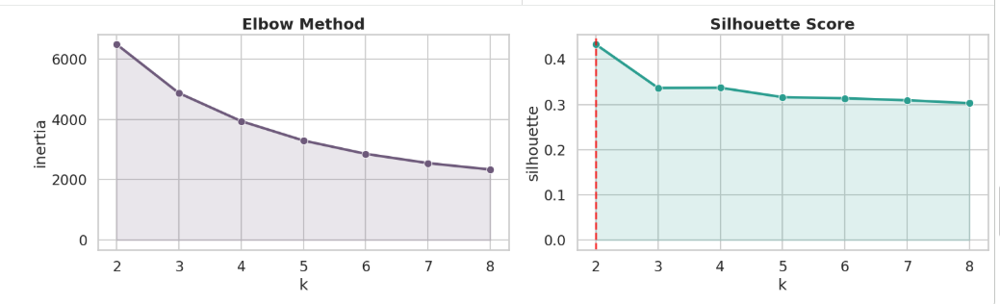 Elbow Method
6000
4000
2000
0
inertia
2 3 4 5 6 7 8
k
Silhouette Score
0.4
0.3
0.2
0.1
0.0
silhouette
2 3 4 5 6 7 8
k